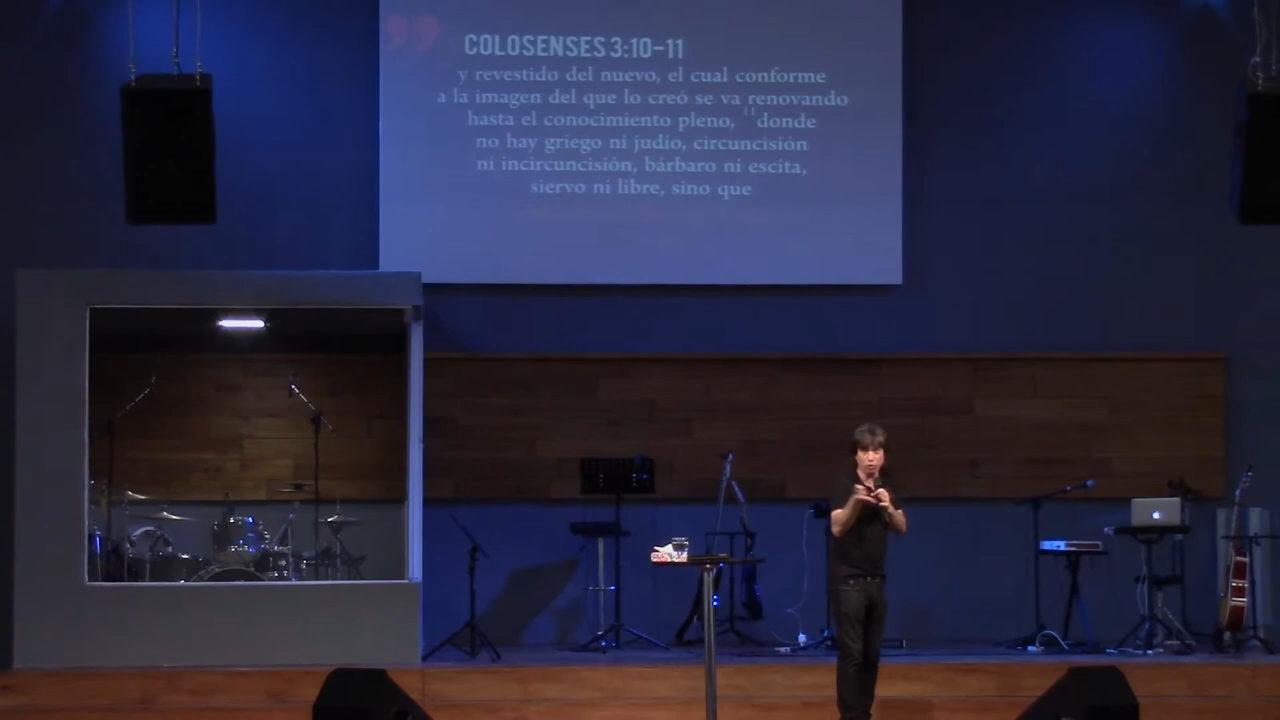 COLOSENSES 3:10-11
y revestido del nuevo, el cual conforme
a la imagen del que lo creó se va renovando
hasta el conocimiento pleno, 11 donde
no hay griego ni judío, circuncisión
ni incircuncisión, bárbaro ni escita,
siervo ni libre, sino que